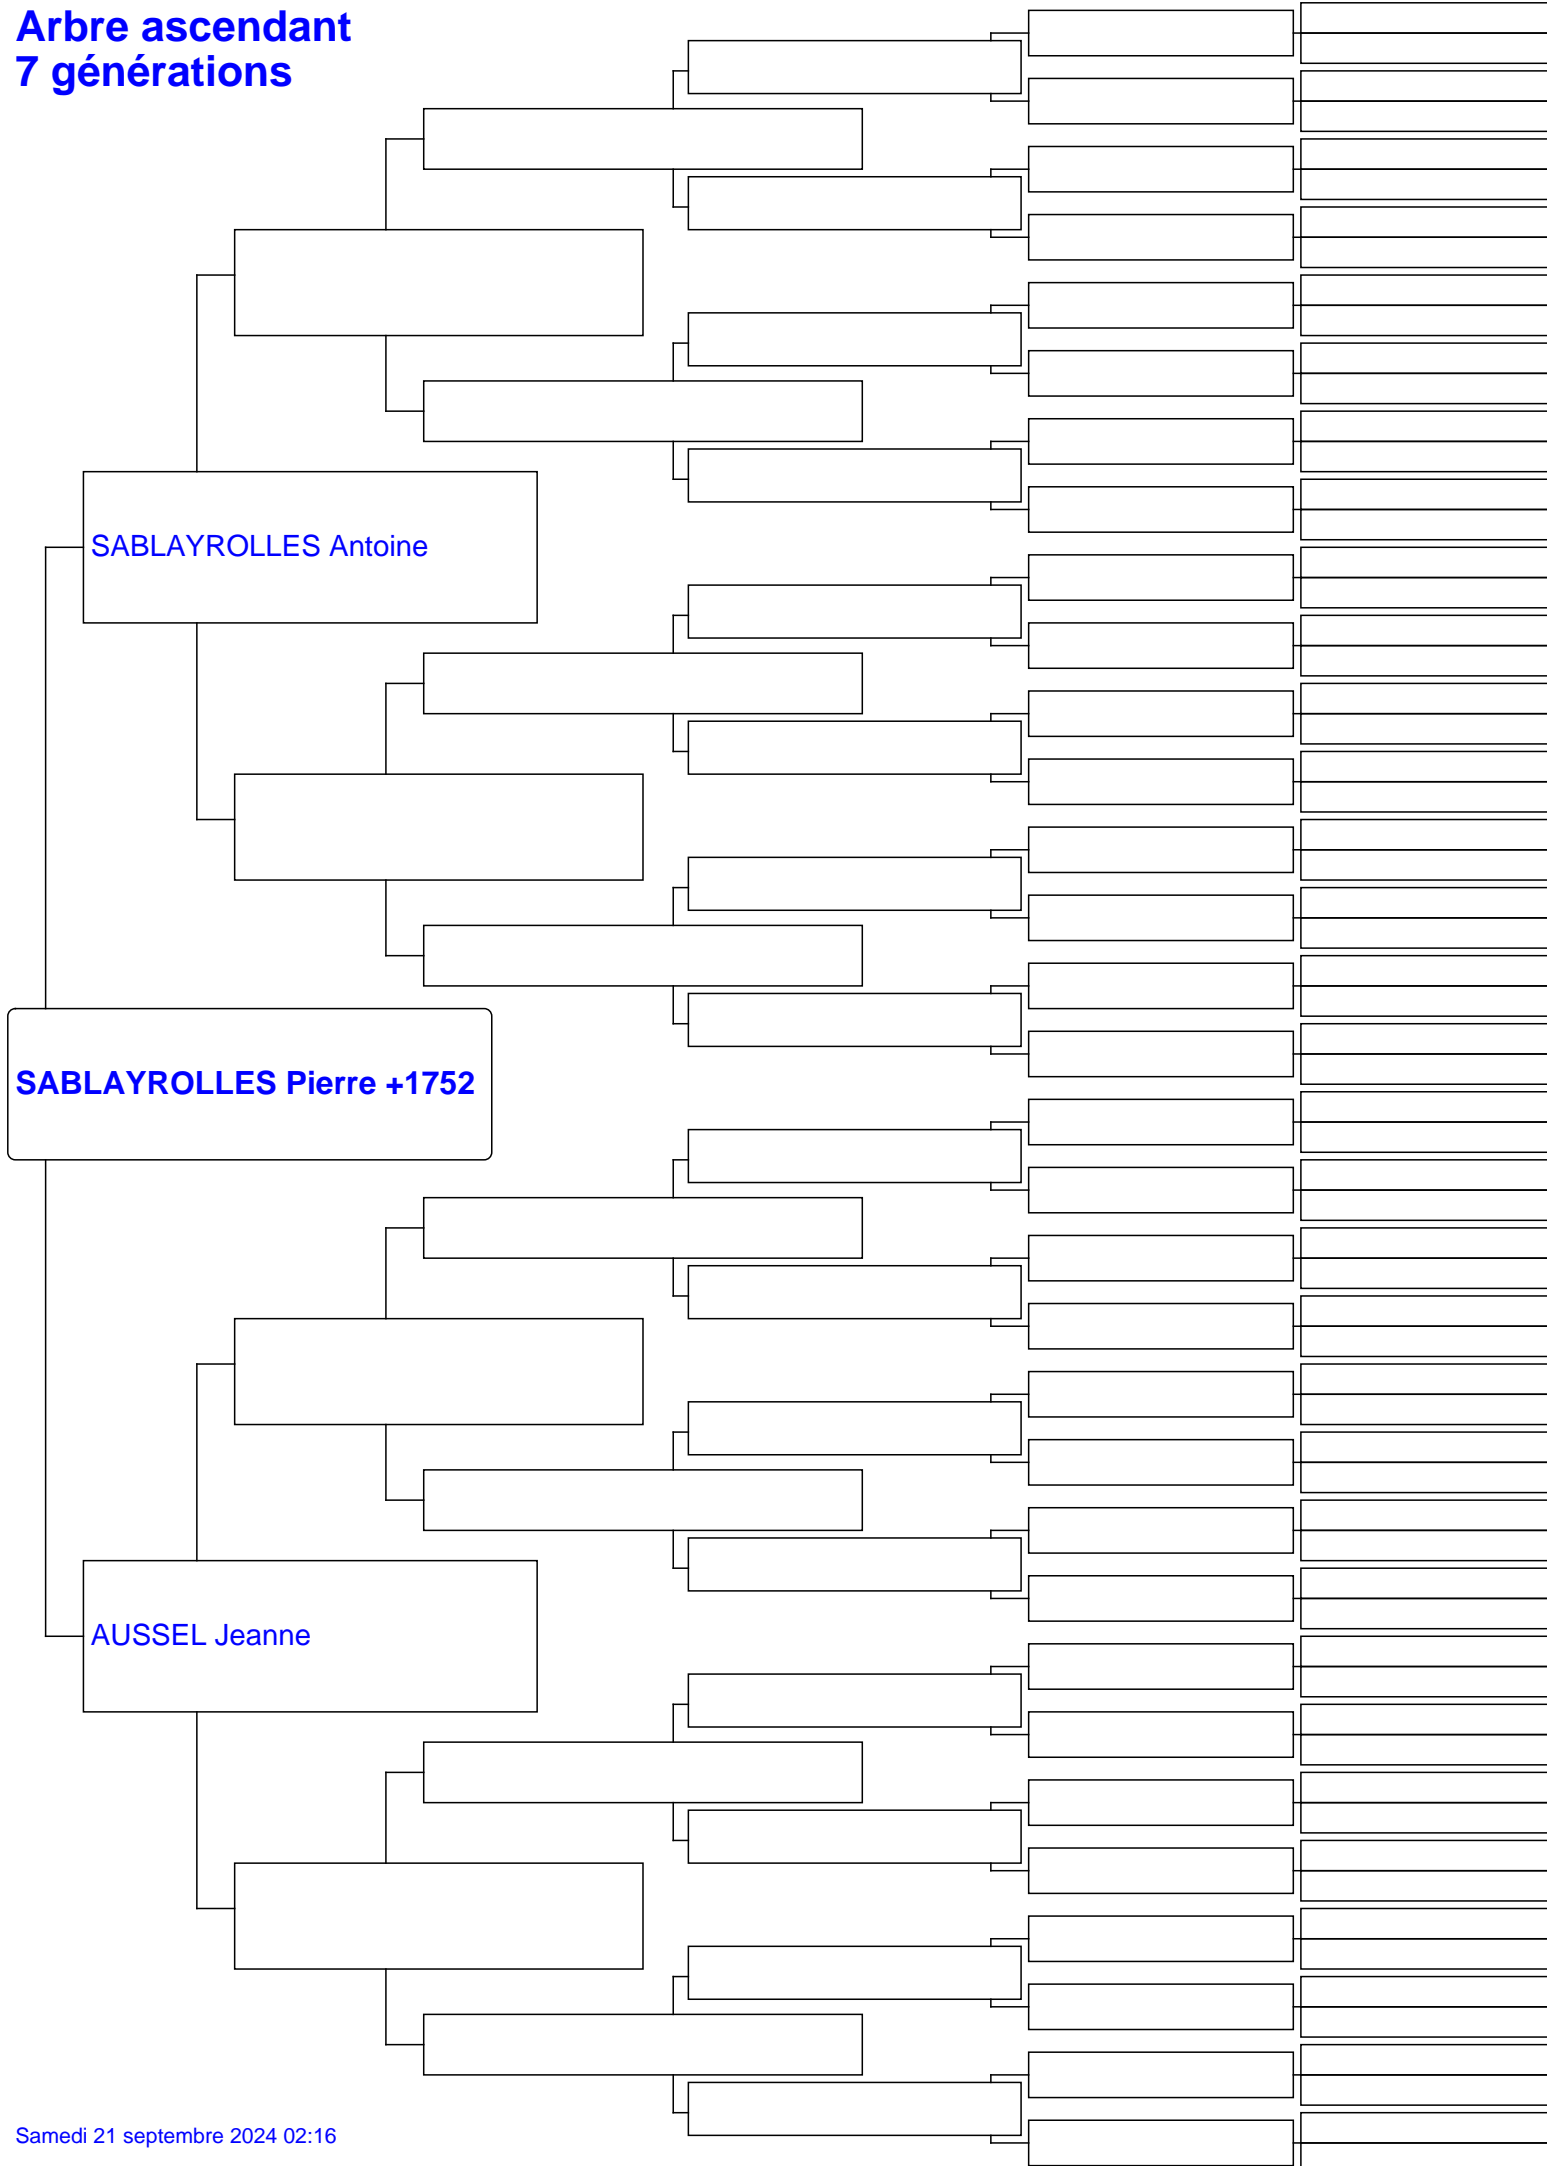 Arbre ascendant
7 générations
SABLAYROLLES Antoine
SABLAYROLLES Pierre +1752
AUSSEL Jeanne
Samedi 21 septembre 2024 02:16